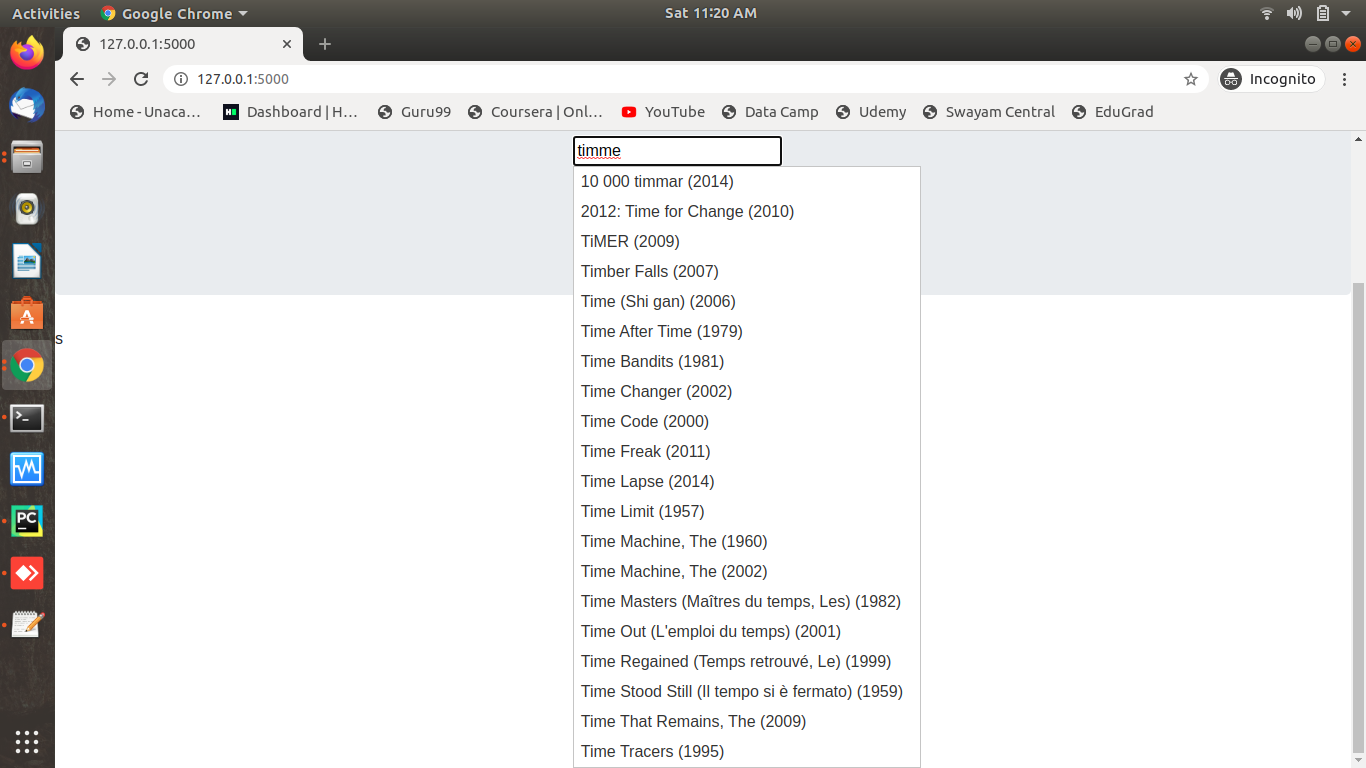 Activities Google Chrome Sat 11:20 AM
127.0.0.1:5000
127.0.0.1:5000 Incognito
Home - Unaca… Dashboard | H… Guru99 Coursera | Onl… YouTube Data Camp Udemy Swayam Central EduGrad
timme
10 000 timmar (2014)
2012: Time for Change (2010)
TiMER (2009)
Timber Falls (2007)
Time (Shi gan) (2006)
s
Time After Time (1979)
Time Bandits (1981)
Time Changer (2002)
Time Code (2000)
Time Freak (2011)
Time Lapse (2014)
Time Limit (1957)
Time Machine, The (1960)
Time Machine, The (2002)
Time Masters (Maîtres du temps, Les) (1982)
Time Out (L'emploi du temps) (2001)
Time Regained (Temps retrouvé, Le) (1999)
Time Stood Still (Il tempo si è fermato) (1959)
Time That Remains, The (2009)
Time Tracers (1995)